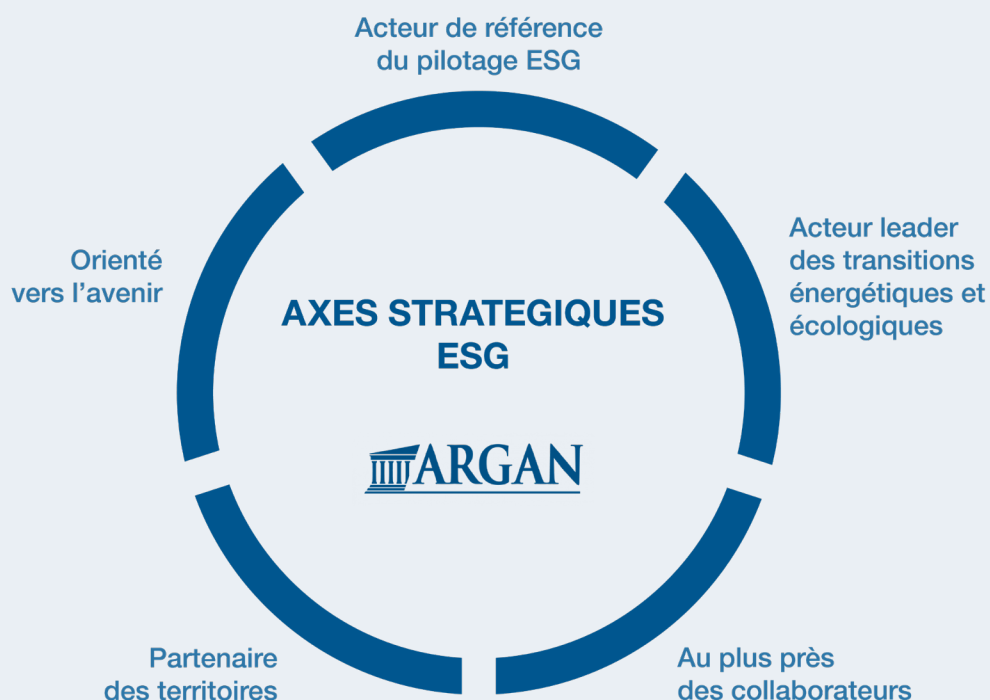 Acteur de référence
du pilotage ESG
Acteur leader
des transitions
énergétiques et
écologiques
Orienté
vers l'avenir
AXES STRATEGIQUES
ESG
ARGAN
Partenaire
des territoires
Au plus près
des collaborateurs